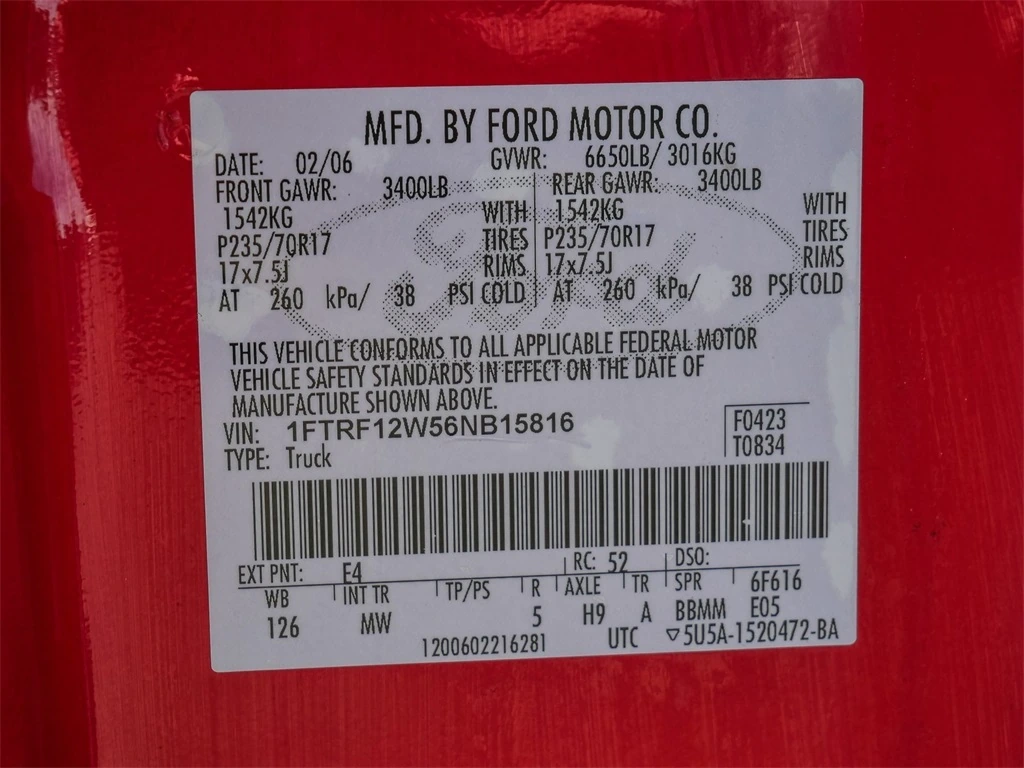 MFD. BY FORD MOTOR CO.
DATE: 02/06 GVWR: 6650LB/ 3016KG
FRONT GAWR: 3400LB REAR GAWR: 3400LB
1542KG WITH 1542KG WITH
P235/70R17 TIRES P235/70R17 TIRES
17x7.5J RIMS 17x7.5J RIMS
AT 260 kPa/ 38 PSI COLD AT 260 kPa/ 38 PSI COLD
Ford
THIS VEHICLE CONFORMS TO ALL APPLICABLE FEDERAL MOTOR
VEHICLE SAFETY STANDARDS IN EFFECT ON THE DATE OF
MANUFACTURE SHOWN ABOVE.
VIN: 1FTRF12W56NB15816 F0423
TYPE: Truck T0834
EXT PNT: E4 RC: 52 DSO:
WB INT TR TP/PS R AXLE TR SPR 6F616
126 MW 5 H9 A BBMM E05
1200602216281 UTC ▽5U5A-1520472-BA